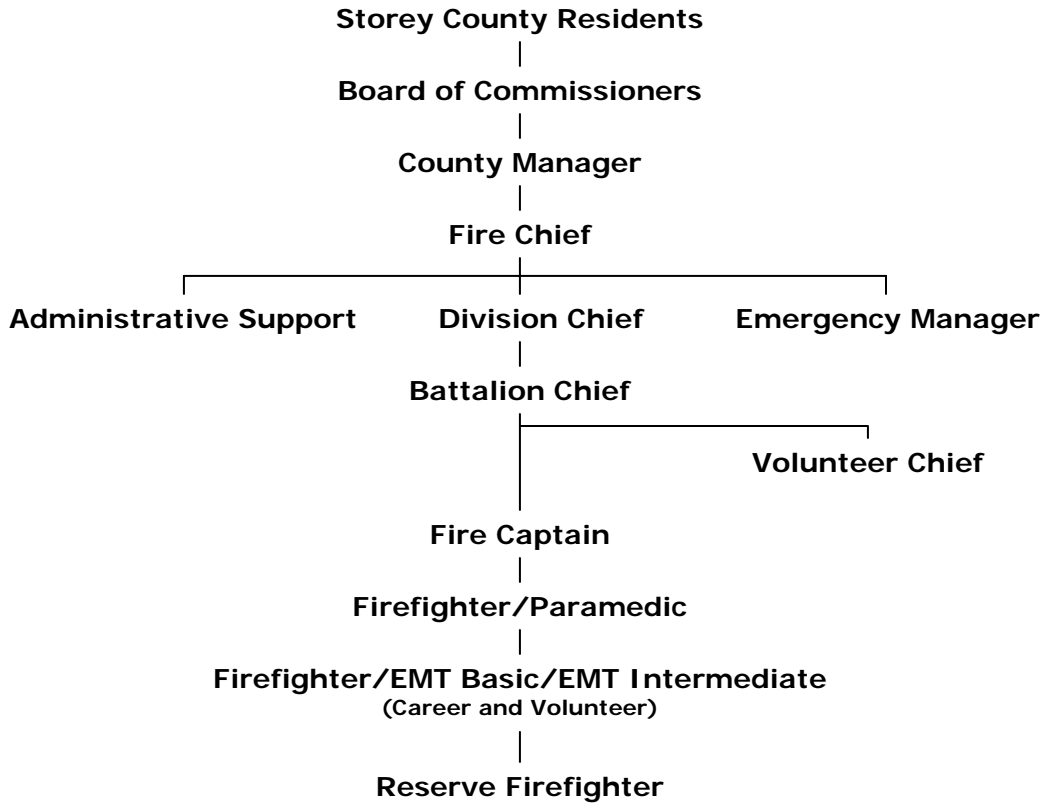 Storey County Residents
Board of Commissioners
County Manager
Fire Chief
Administrative Support
Division Chief
Emergency Manager
Battalion Chief
Volunteer Chief
Fire Captain
Firefighter/Paramedic
Firefighter/EMT Basic/EMT Intermediate
(Career and Volunteer)
Reserve Firefighter